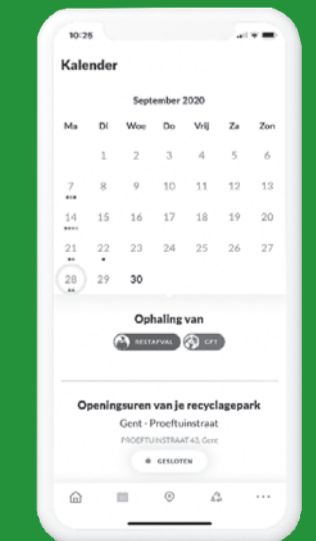 10:25
Kalender
September 2020
Ma Di Woe Do Vrij Za Zon
1 2 3 4 5 6
7 8 9 10 11 12 13
14 15 16 17 18 19 20
21 22 23 24 25 26 27
28 29 30
Ophaling van
RESTAFVAL GFT
Openingsuren van je recyclagepark
Gent - Proeftuinstraat
PROEFTUINSTRAAT 43, Gent
GESLOTEN